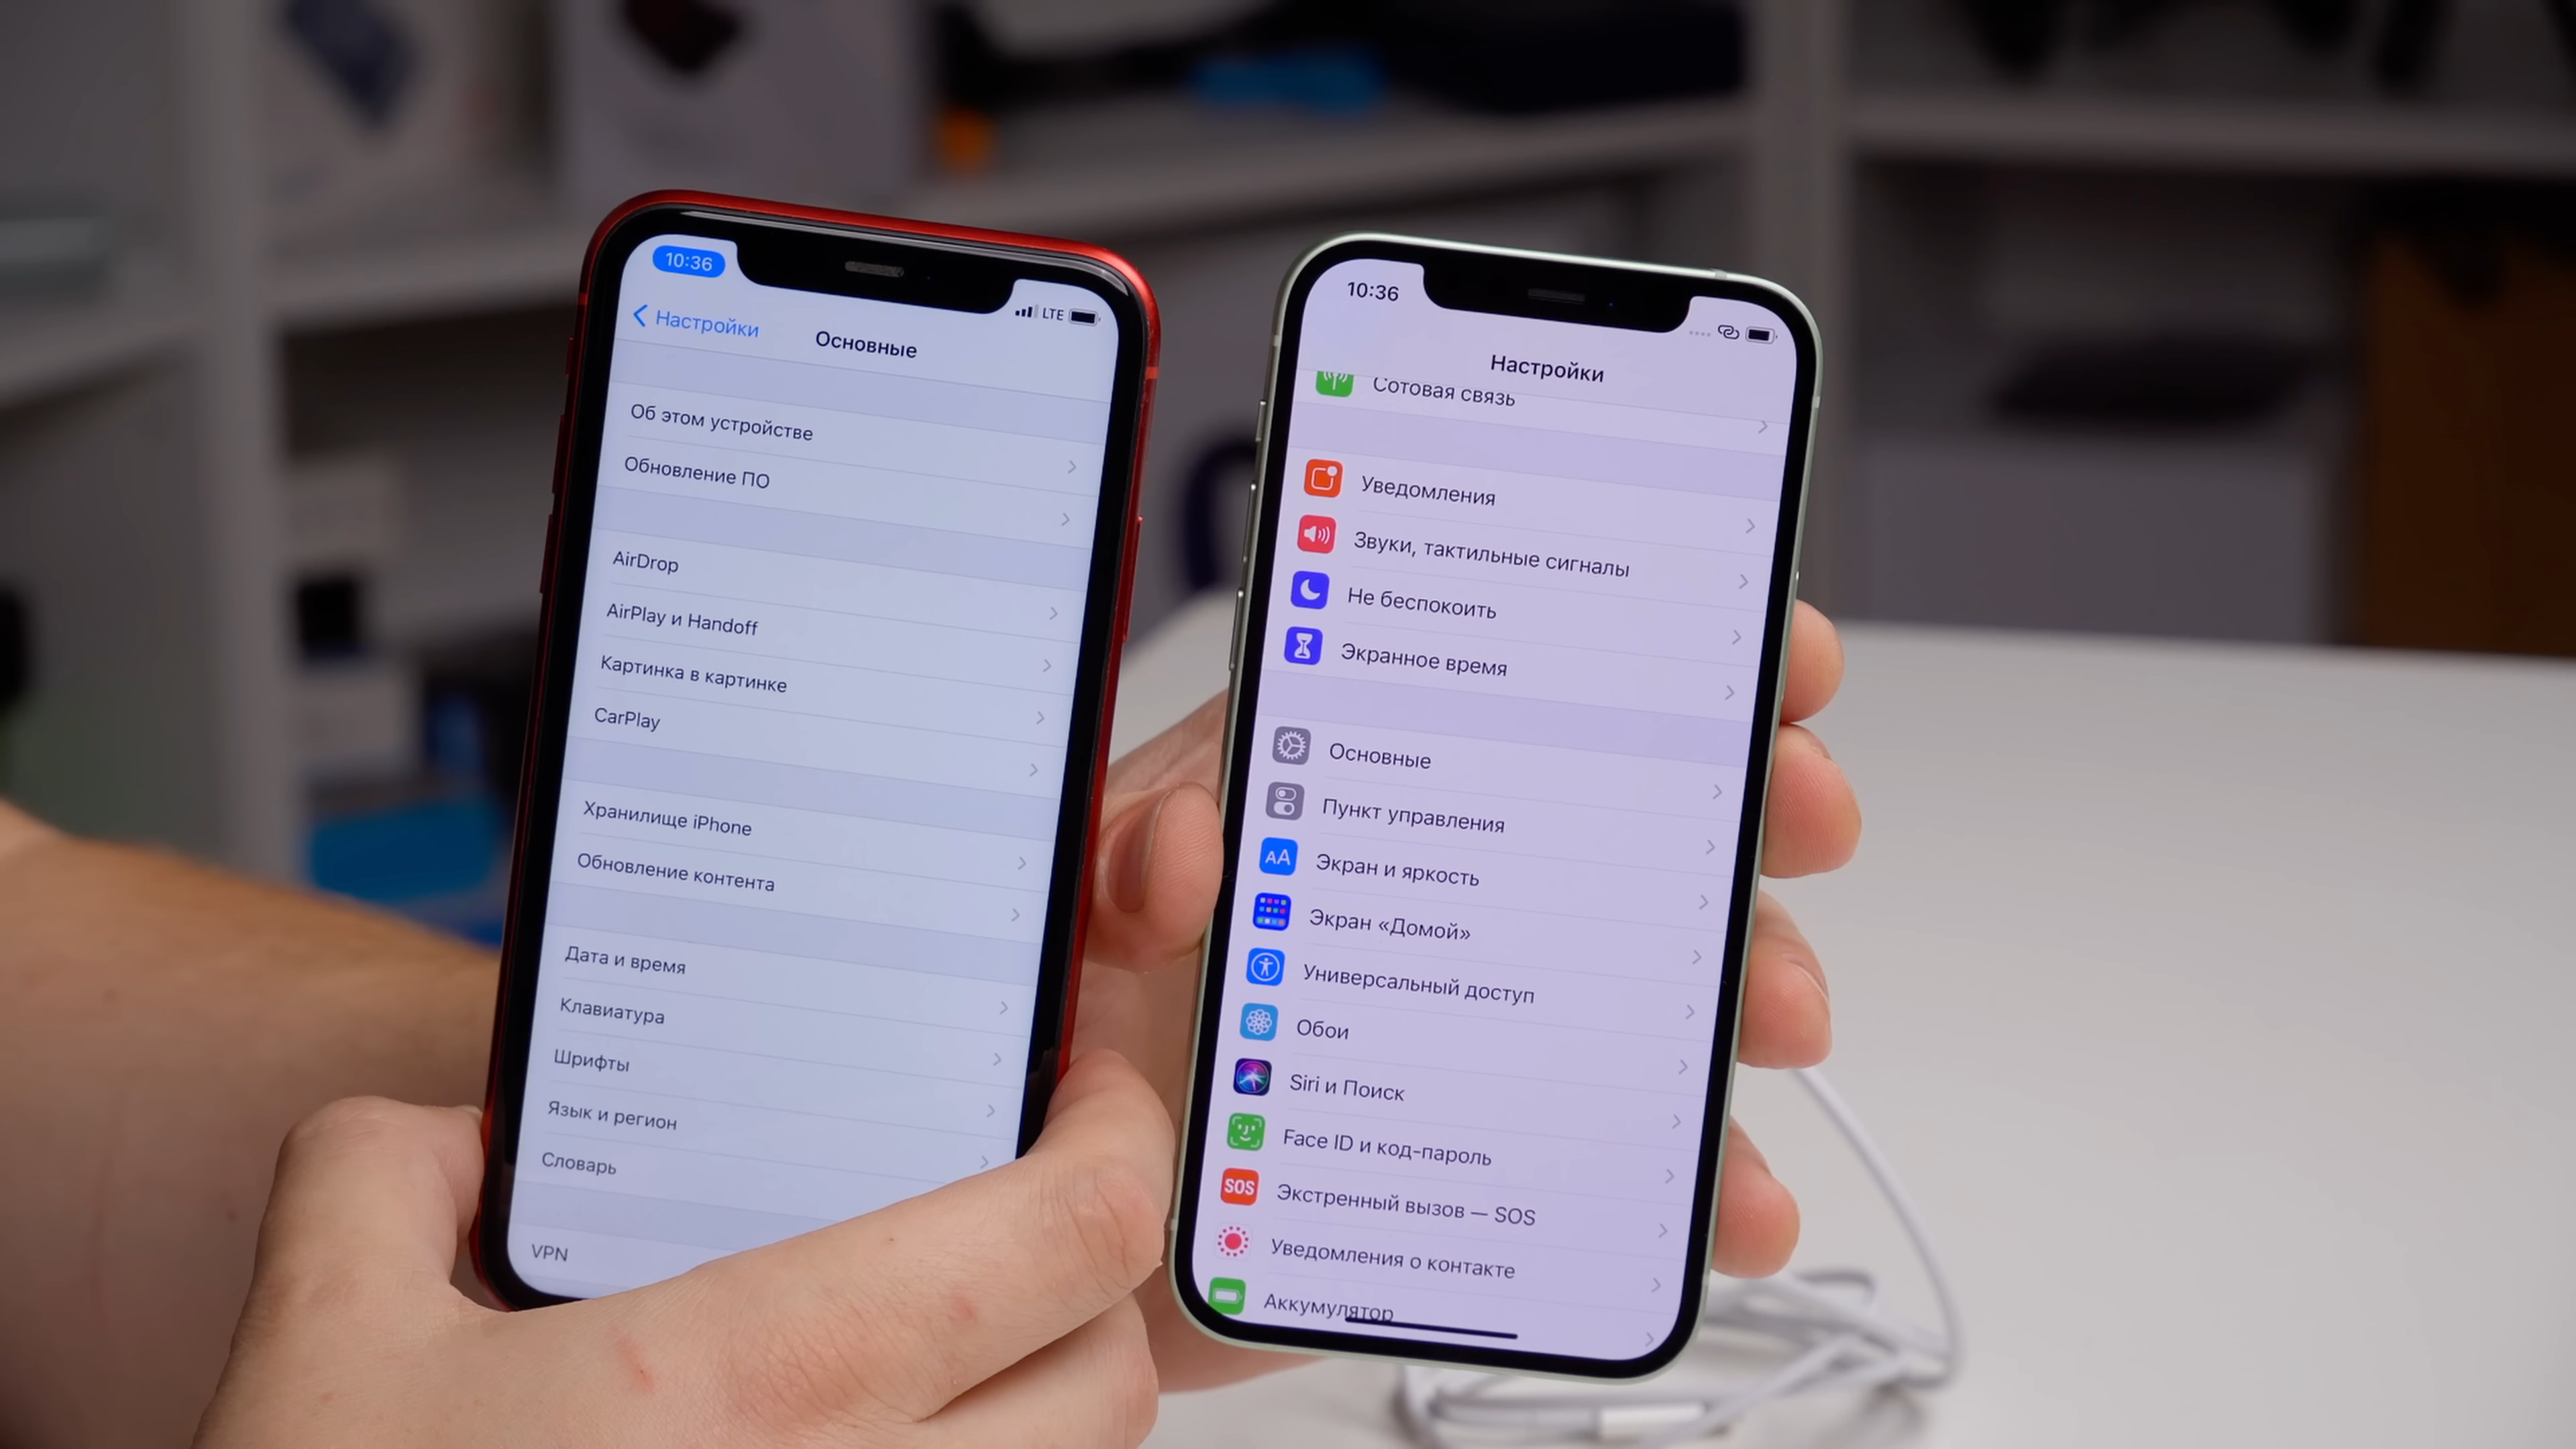 10:36
LTE
Настройки
Основные
Об этом устройстве
Обновление ПО
AirDrop
AirPlay и Handoff
Картинка в картинке
CarPlay
Хранилище iPhone
Обновление контента
Дата и время
Клавиатура
Шрифты
Язык и регион
Словарь
VPN
10:36
Настройки
Сотовая связь
Уведомления
Звуки, тактильные сигналы
Не беспокоить
Экранное время
Основные
Пункт управления
AA Экран и яркость
Экран «Домой»
Универсальный доступ
Обои
Siri и Поиск
Face ID и код-пароль
SOS Экстренный вызов — SOS
Уведомления о контакте
Аккумулятор